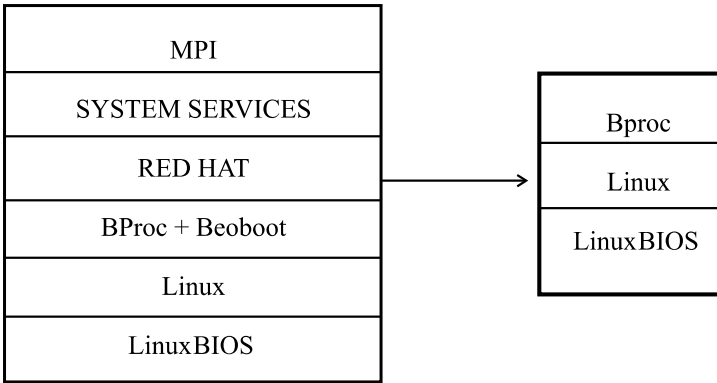 MPI
SYSTEM SERVICES
RED HAT
BProc + Beoboot
Linux
LinuxBIOS
Bproc
Linux
LinuxBIOS